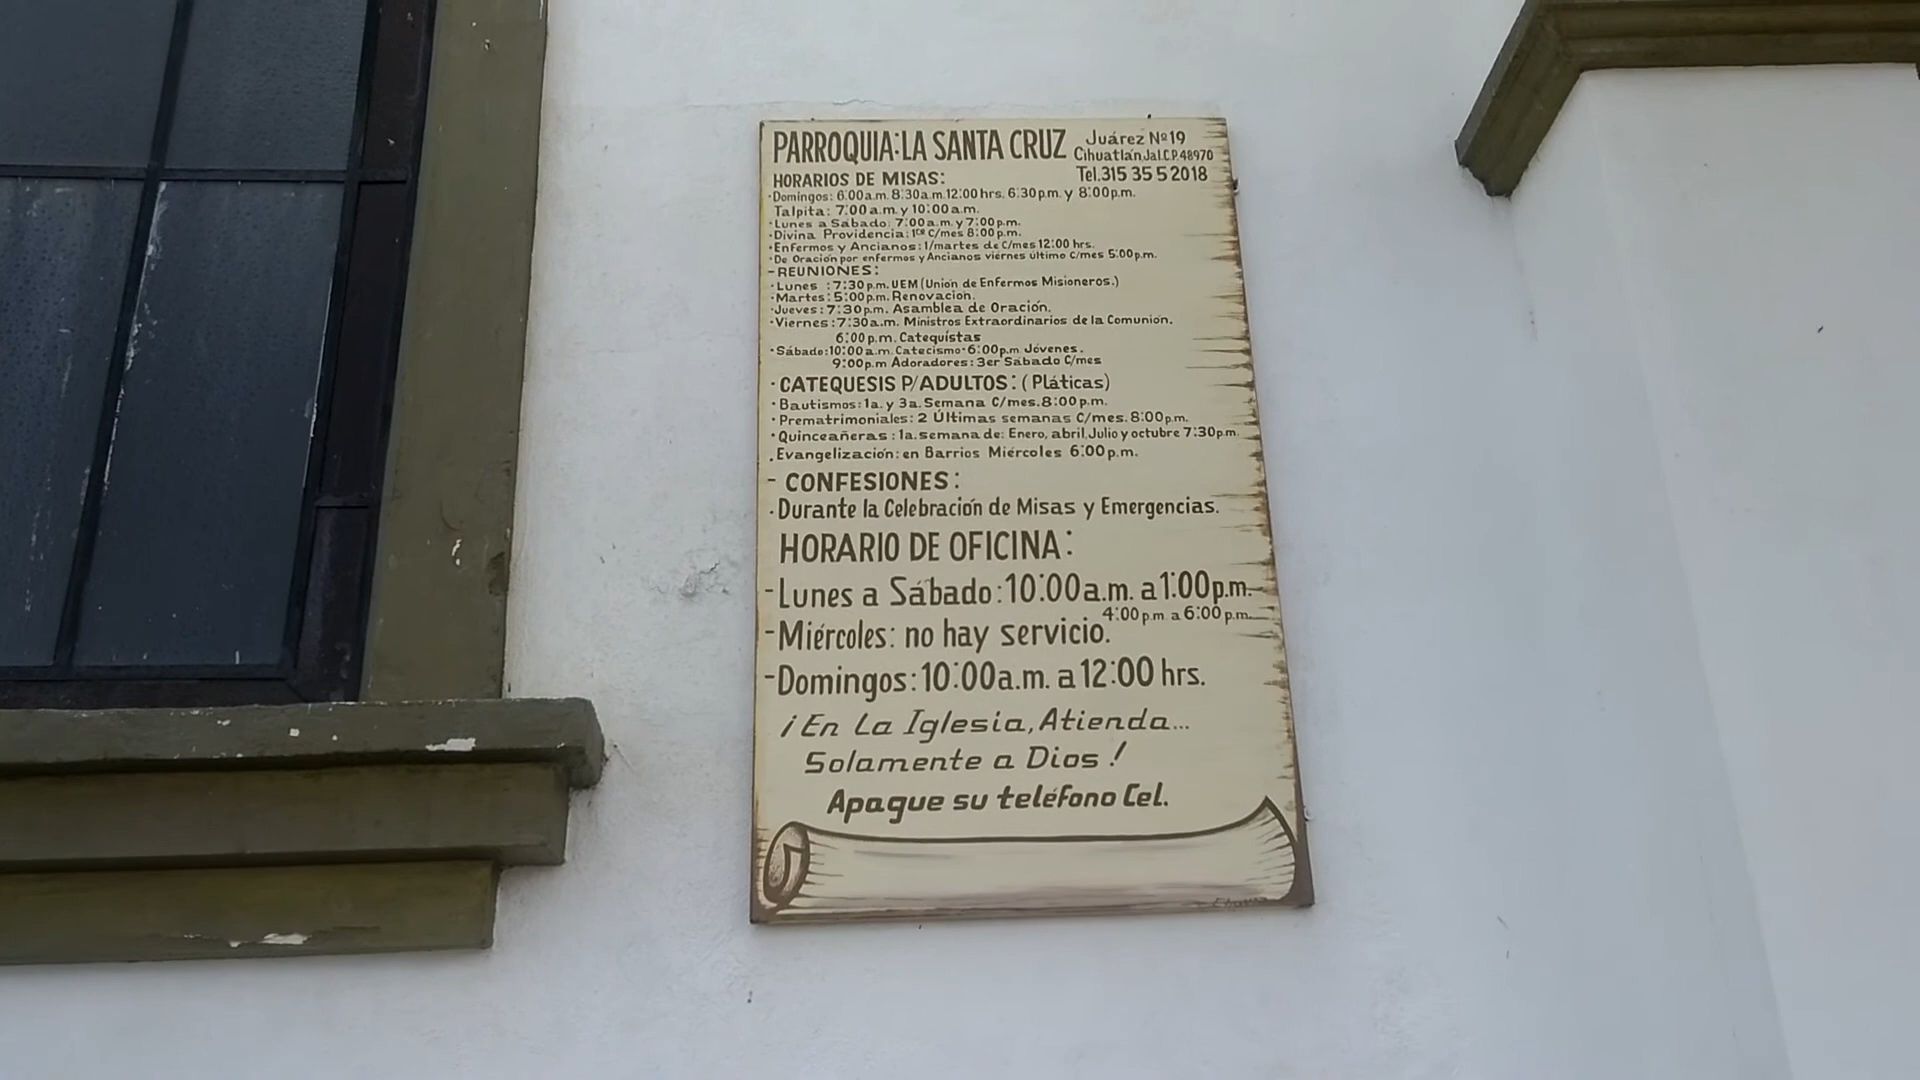 PARROQUIA: LA SANTA CRUZ
Juárez Nº 19
Cihuatlán, Jal. C.P. 48970
Tel. 315 35 5 2018
HORARIOS DE MISAS:
·Domingos: 6:00 a.m. 8:30 a.m. 12:00 hrs. 6:30 p.m. y 8:00 p.m.
Talpita: 7:00 a.m. y 10:00 a.m.
·Lunes a Sábado: 7:00 a.m. y 7:00 p.m.
·Divina Providencia: 1er C/mes 8:00 p.m.
·Enfermos y Ancianos: 1/martes de C/mes 12:00 hrs.
·De Oración por enfermos y Ancianos viernes último C/mes 5:00 p.m.
-REUNIONES:
·Lunes : 7:30 p.m. UEM (Unión de Enfermos Misioneros.)
·Martes: 5:00 p.m. Renovación.
·Jueves: 7:30 p.m. Asamblea de Oración.
·Viernes: 7:30 a.m. Ministros Extraordinarios de la Comunión.
6:00 p.m. Catequístas
·Sábado: 10:00 a.m. Catecismo·6:00 p.m Jóvenes.
9:00 p.m Adoradores: 3er Sábado C/mes
·CATEQUESIS P/ADULTOS: (Pláticas)
·Bautismos: 1a. y 3a. Semana C/mes. 8:00 p.m.
·Prematrimoniales: 2 Últimas semanas C/mes. 8:00 p.m.
·Quinceañeras: 1a. semana de: Enero, abril, Julio y octubre 7:30 p.m.
.Evangelización: en Barrios Miércoles 6:00 p.m.
- CONFESIONES:
·Durante la Celebración de Misas y Emergencias.
HORARIO DE OFICINA:
-Lunes a Sábado: 10:00 a.m. a 1:00 p.m.
4:00 p.m a 6:00 p.m.
-Miércoles: no hay servicio.
-Domingos: 10:00 a.m. a 12:00 hrs.
¡En La Iglesia, Atienda...
Solamente a Dios!
Apague su teléfono Cel.